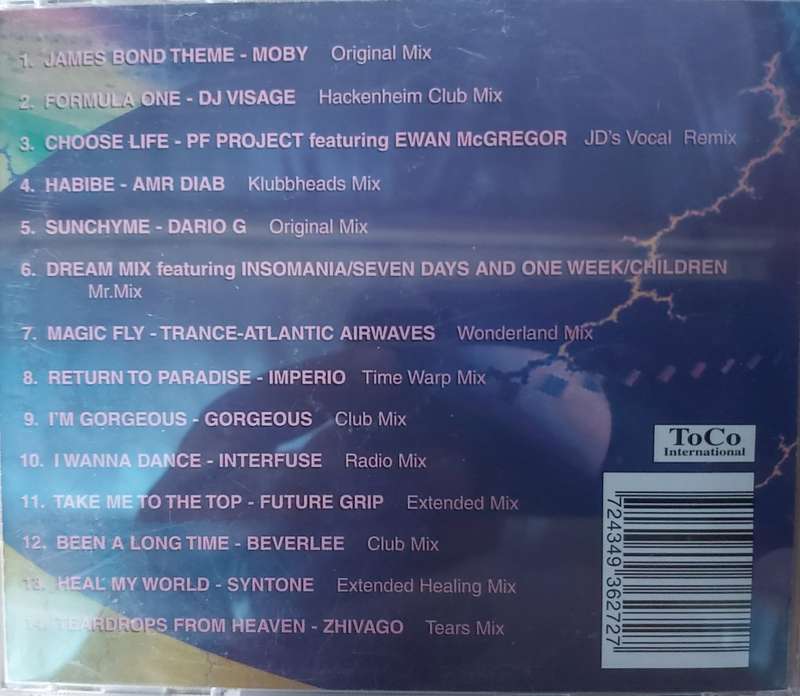 1. JAMES BOND THEME - MOBY Original Mix
2. FORMULA ONE - DJ VISAGE Hackenheim Club Mix
3. CHOOSE LIFE - PF PROJECT featuring EWAN McGREGOR JD's Vocal Remix
4. HABIBE - AMR DIAB Klubbheads Mix
5. SUNCHYME - DARIO G Original Mix
6. DREAM MIX featuring INSOMANIA/SEVEN DAYS AND ONE WEEK/CHILDREN
Mr.Mix
7. MAGIC FLY - TRANCE-ATLANTIC AIRWAVES Wonderland Mix
8. RETURN TO PARADISE - IMPERIO Time Warp Mix
9. I'M GORGEOUS - GORGEOUS Club Mix
10. I WANNA DANCE - INTERFUSE Radio Mix
11. TAKE ME TO THE TOP - FUTURE GRIP Extended Mix
12. BEEN A LONG TIME - BEVERLEE Club Mix
13. HEAL MY WORLD - SYNTONE Extended Healing Mix
14. TEARDROPS FROM HEAVEN - ZHIVAGO Tears Mix
ToCo
International
724349 362727